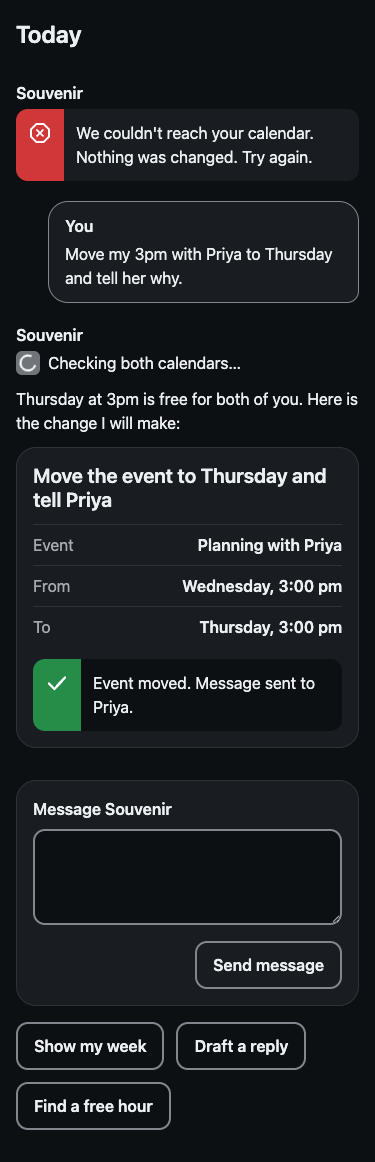 Today
Souvenir
We couldn't reach your calendar.
Nothing was changed. Try again.
You
Move my 3pm with Priya to Thursday
and tell her why.
Souvenir
Checking both calendars...
Thursday at 3pm is free for both of you. Here is
the change I will make:
Move the event to Thursday and
tell Priya
Event Planning with Priya
From Wednesday, 3:00 pm
To Thursday, 3:00 pm
Event moved. Message sent to
Priya.
Message Souvenir
Send message
Show my week Draft a reply
Find a free hour